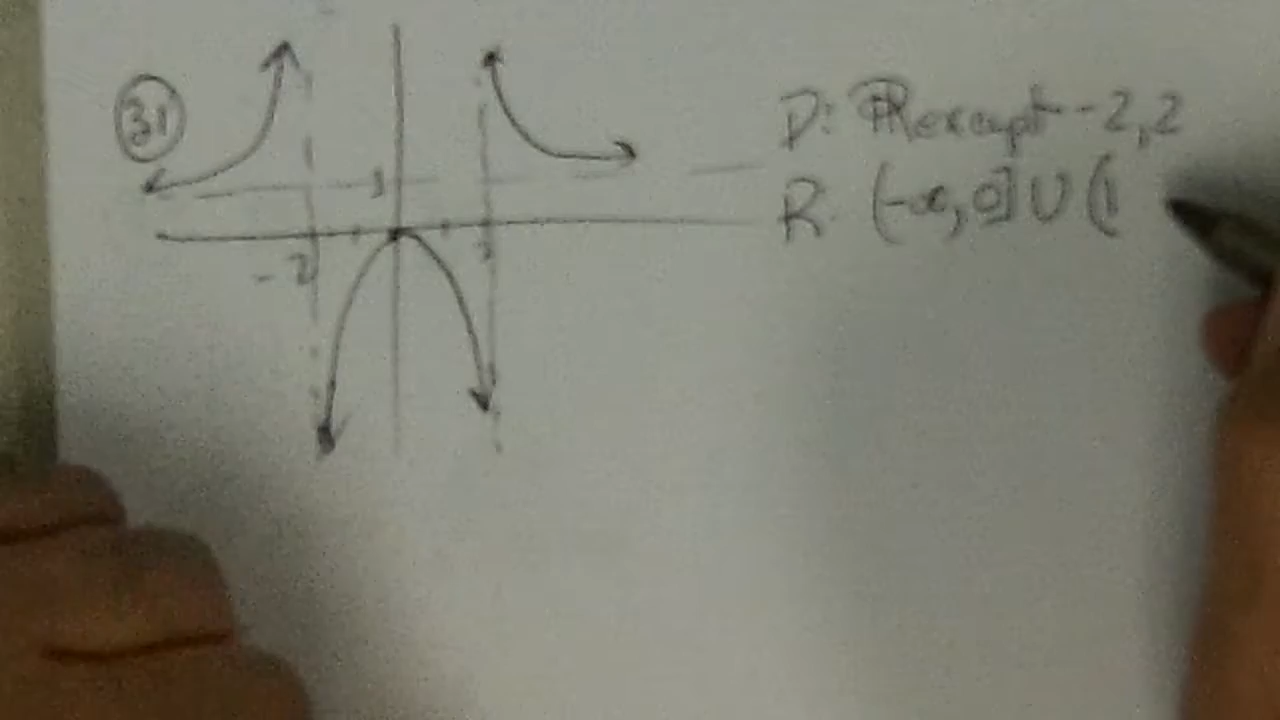 31
D: ℝ except -2,2
R: (-∞,0] ∪ (1
1
-2
2